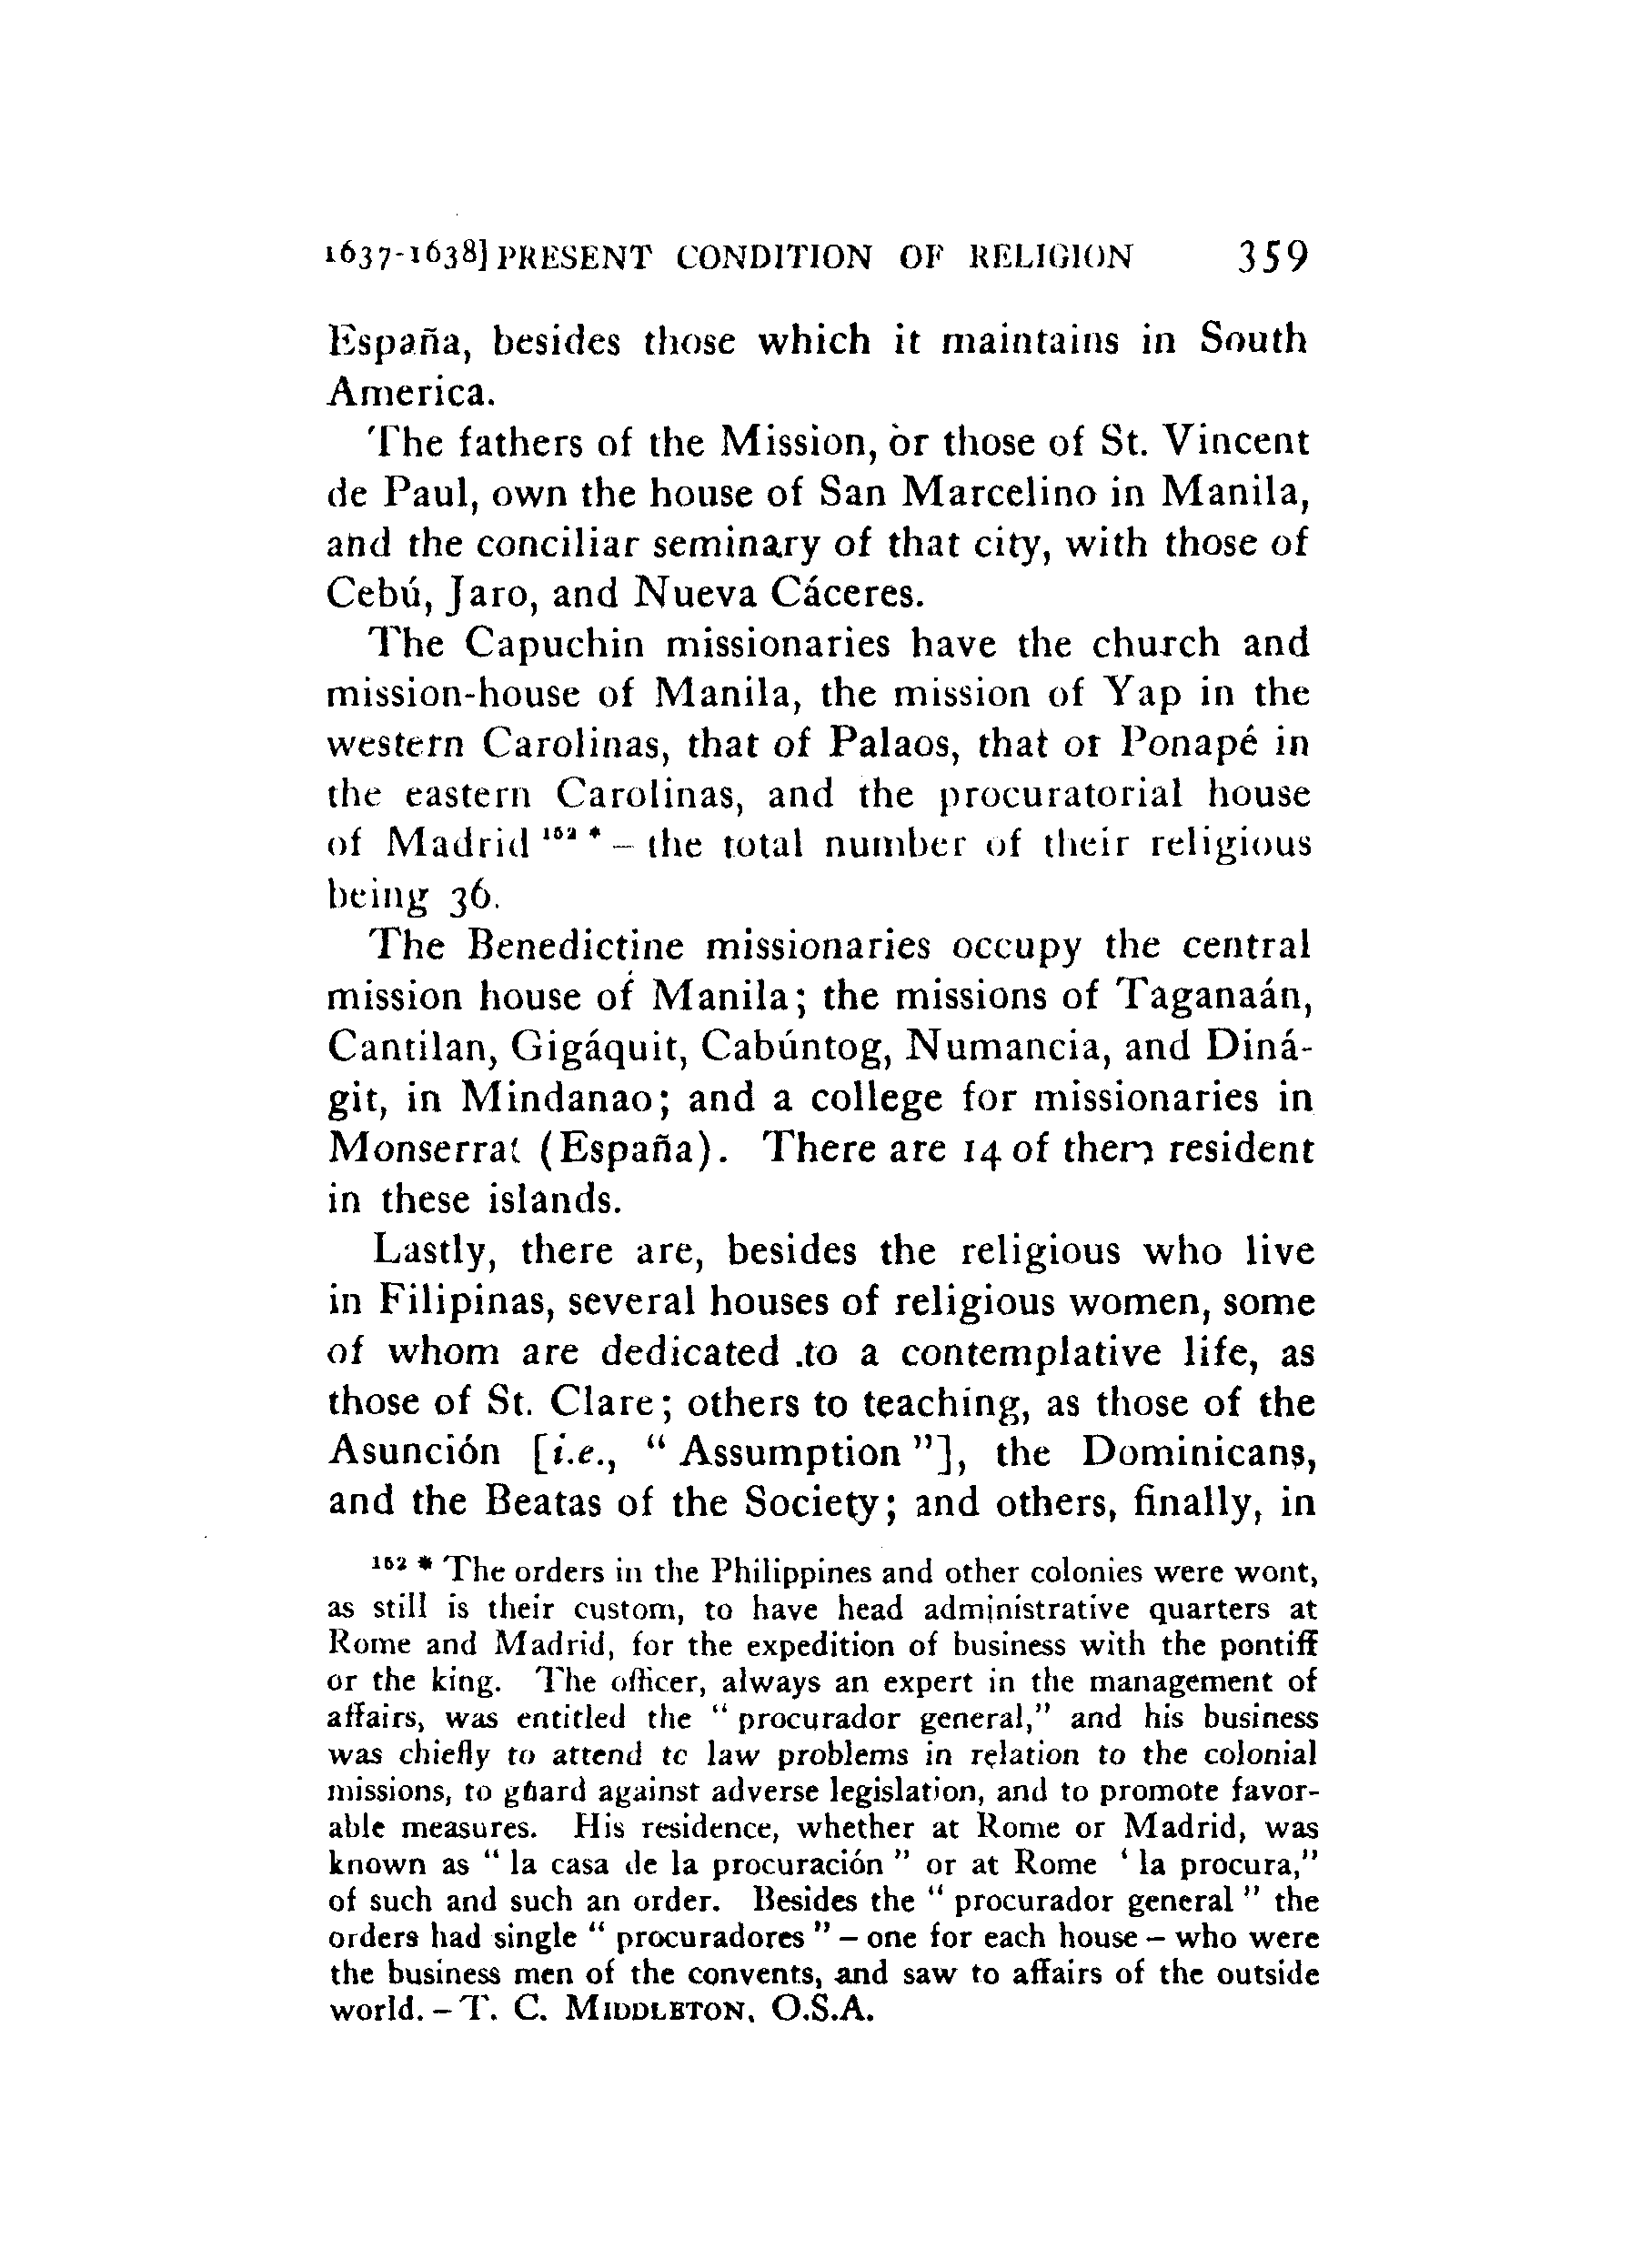 1637-1638] PRESENT CONDITION OF RELIGION 359
España, besides those which it maintains in South
America.
The fathers of the Mission, or those of St. Vincent
de Paul, own the house of San Marcelino in Manila,
and the conciliar seminary of that city, with those of
Cebú, Jaro, and Nueva Cáceres.
The Capuchin missionaries have the church and
mission-house of Manila, the mission of Yap in the
western Carolinas, that of Palaos, that of Ponapé in
the eastern Carolinas, and the procuratorial house
of Madrid ¹⁵² * – the total number of their religious
being 36.
The Benedictine missionaries occupy the central
mission house of Manila; the missions of Taganaán,
Cantilan, Gigáquit, Cabúntog, Numancia, and Diná-
git, in Mindanao; and a college for missionaries in
Monserrat (España). There are 14 of them resident
in these islands.
Lastly, there are, besides the religious who live
in Filipinas, several houses of religious women, some
of whom are dedicated to a contemplative life, as
those of St. Clare; others to teaching, as those of the
Asunción [i.e., “ Assumption ”], the Dominicans,
and the Beatas of the Society; and others, finally, in
¹⁵² * The orders in the Philippines and other colonies were wont,
as still is their custom, to have head administrative quarters at
Rome and Madrid, for the expedition of business with the pontiff
or the king. The officer, always an expert in the management of
affairs, was entitled the “ procurador general,” and his business
was chiefly to attend to law problems in relation to the colonial
missions, to guard against adverse legislation, and to promote favor-
able measures. His residence, whether at Rome or Madrid, was
known as “ la casa de la procuración ” or at Rome ‘ la procura,”
of such and such an order. Besides the “ procurador general ” the
orders had single “ procuradores ” – one for each house – who were
the business men of the convents, and saw to affairs of the outside
world. – T. C. MIDDLETON, O.S.A.